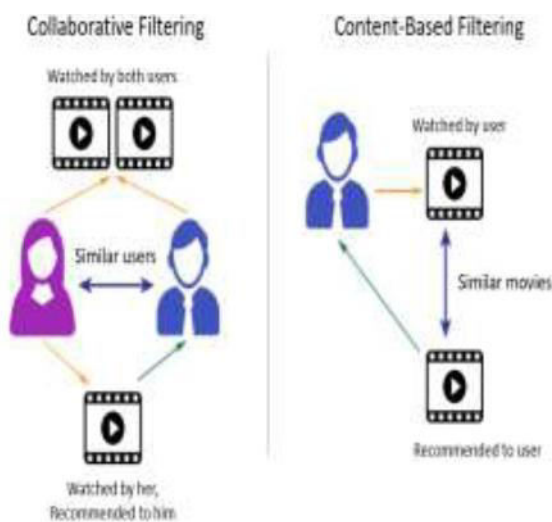 Collaborative Filtering
Watched by both users
Similar users
Watched by her,
Recommended to him
Content-Based Filtering
Watched by user
Similar movies
Recommended to user